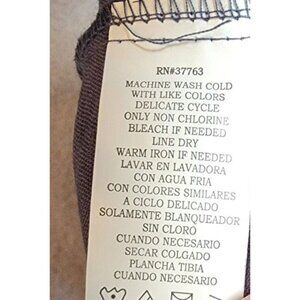 RN#37763
MACHINE WASH COLD
WITH LIKE COLORS
DELICATE CYCLE
ONLY NON CHLORINE
BLEACH IF NEEDED
LINE DRY
WARM IRON IF NEEDED
LAVAR EN LAVADORA
CON AGUA FRIA
CON COLORES SIMILARES
A CICLO DELICADO
SOLAMENTE BLANQUEADOR
SIN CLORO
CUANDO NECESARIO
SECAR COLGADO
PLANCHA TIBIA
CUANDO NECESARIO